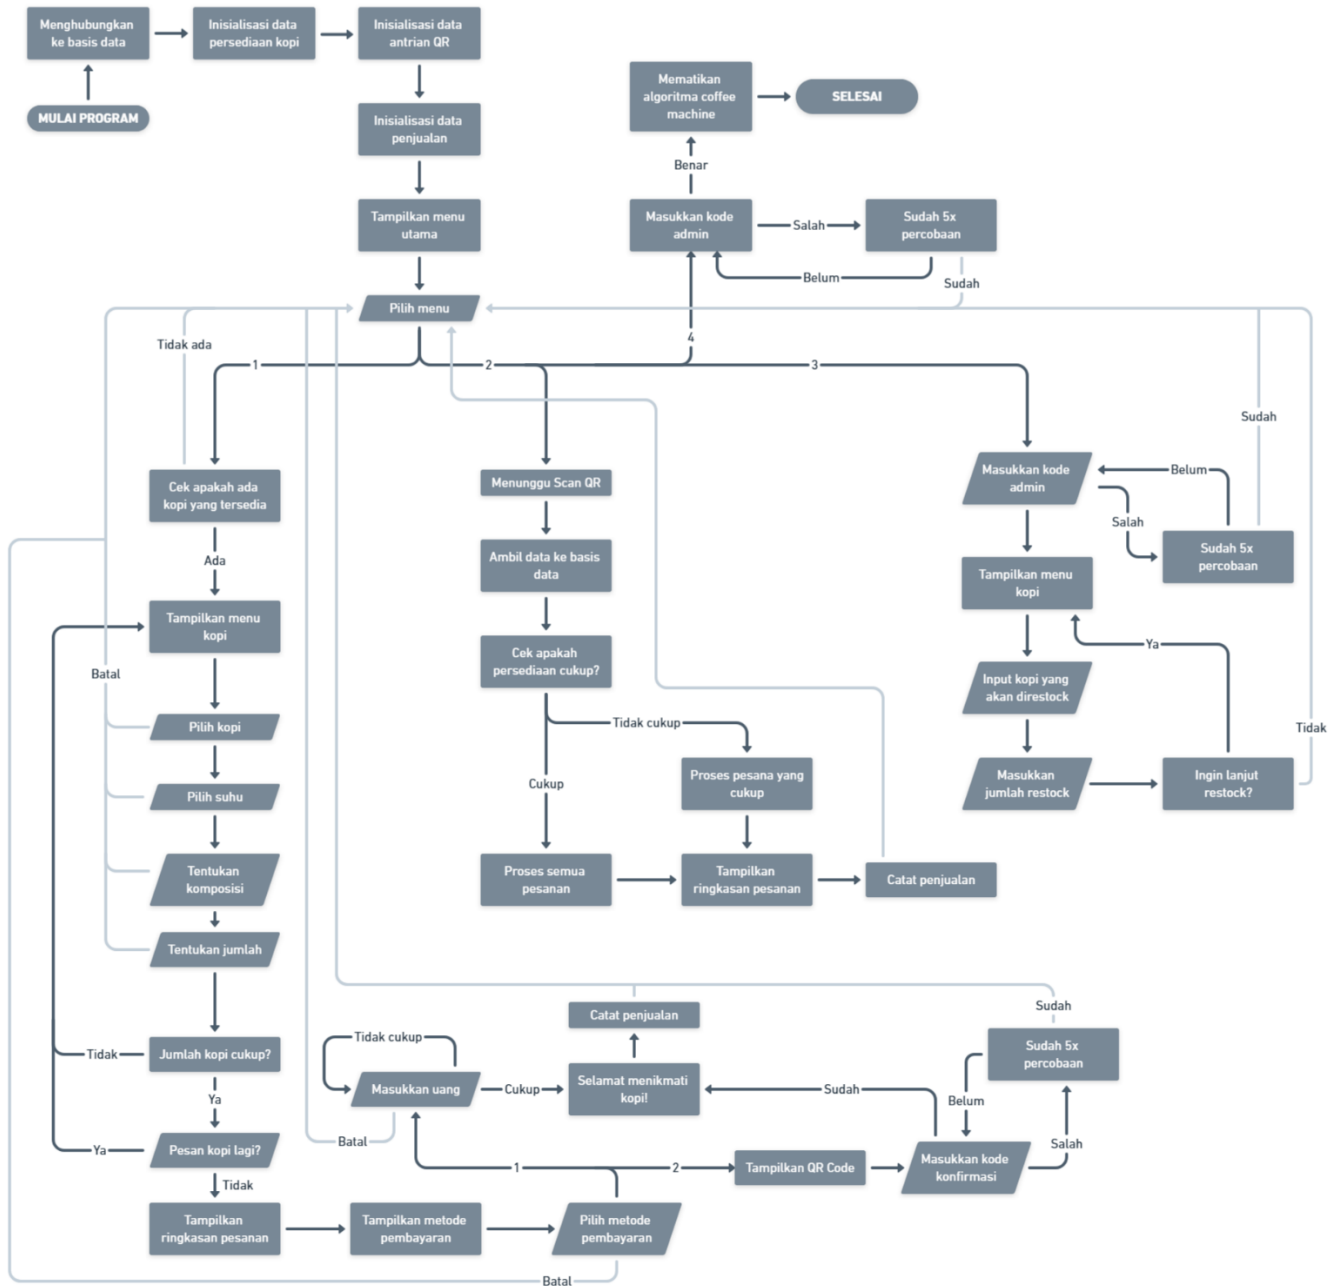 Menghubungkan
ke basis data
Inisialisasi data
persediaan kopi
Inisialisasi data
antrian QR
MULAI PROGRAM
Inisialisasi data
penjualan
Tampilkan menu
utama
Pilih menu
Mematikan
algoritma coffee
machine
SELESAI
Benar
Masukkan kode
admin
Salah
Sudah 5x
percobaan
Belum
Sudah
4
1
2
3
Tidak ada
Cek apakah ada
kopi yang tersedia
Ada
Tampilkan menu
kopi
Batal
Pilih kopi
Pilih suhu
Tentukan
komposisi
Tentukan jumlah
Jumlah kopi cukup?
Tidak
Ya
Pesan kopi lagi?
Ya
Tidak
Tampilkan
ringkasan pesanan
Tampilkan metode
pembayaran
Pilih metode
pembayaran
Batal
Menunggu Scan QR
Ambil data ke basis
data
Cek apakah
persediaan cukup?
Tidak cukup
Cukup
Proses pesana yang
cukup
Proses semua
pesanan
Tampilkan
ringkasan pesanan
Catat penjualan
Masukkan kode
admin
Belum
Salah
Sudah
Sudah 5x
percobaan
Tampilkan menu
kopi
Ya
Input kopi yang
akan direstock
Tidak
Masukkan
jumlah restock
Ingin lanjut
restock?
Catat penjualan
Tidak cukup
Masukkan uang
Cukup
Selamat menikmati
kopi!
Batal
1
2
Tampilkan QR Code
Masukkan kode
konfirmasi
Sudah
Belum
Salah
Sudah 5x
percobaan
Sudah